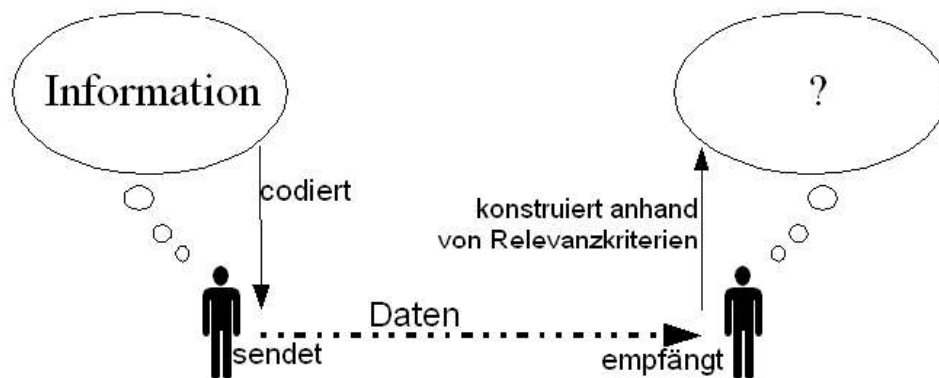 Information
?
codiert
konstruiert anhand
von Relevanzkriterien
Daten
sendet
empfängt